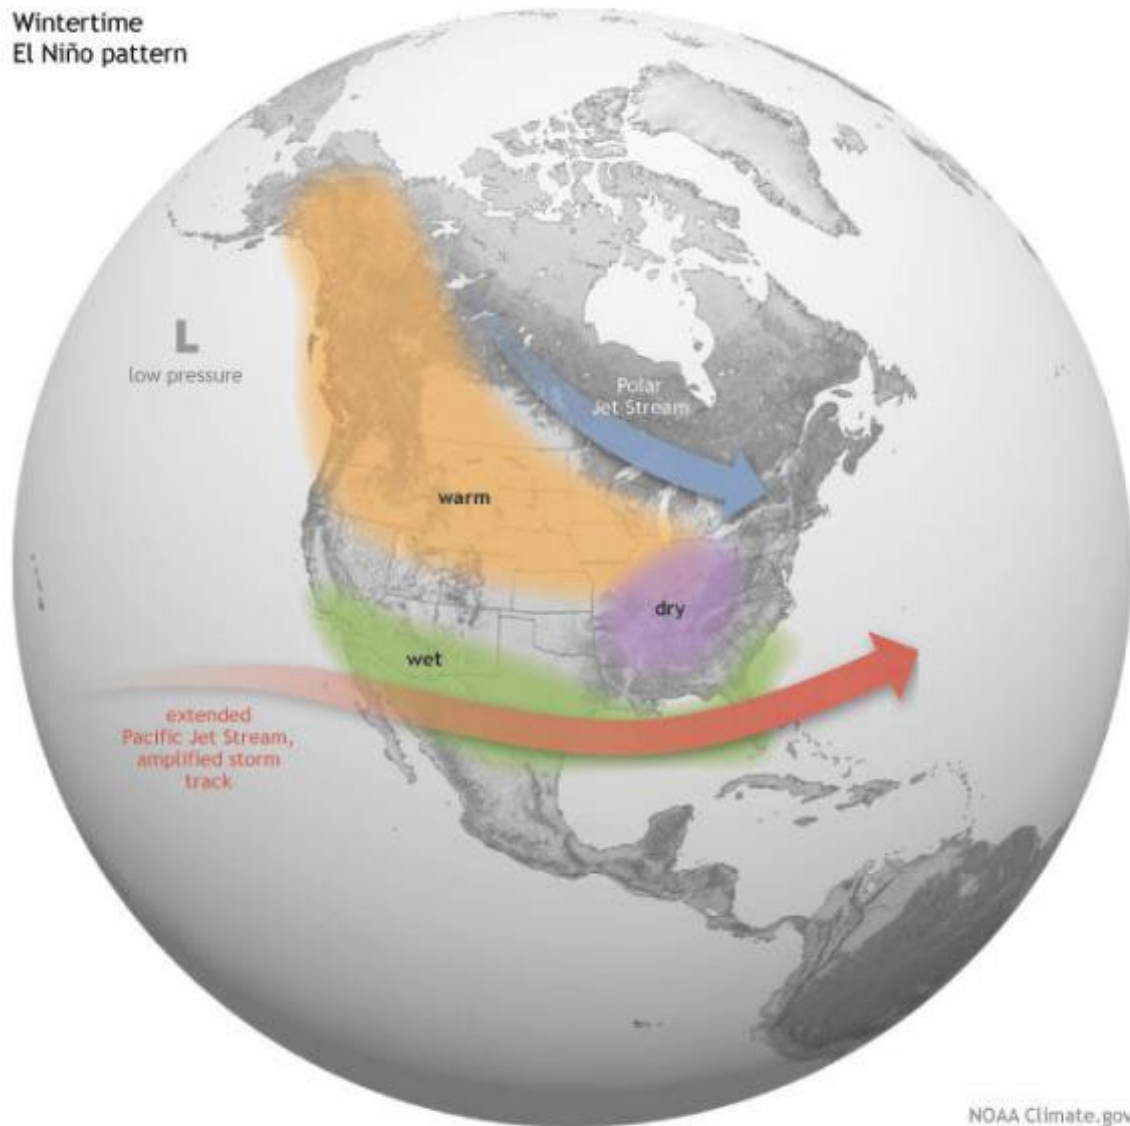 Wintertime
El Niño pattern
L
low pressure
Polar
Jet Stream
warm
dry
wet
extended
Pacific Jet Stream,
amplified storm
track
NOAA Climate.gov